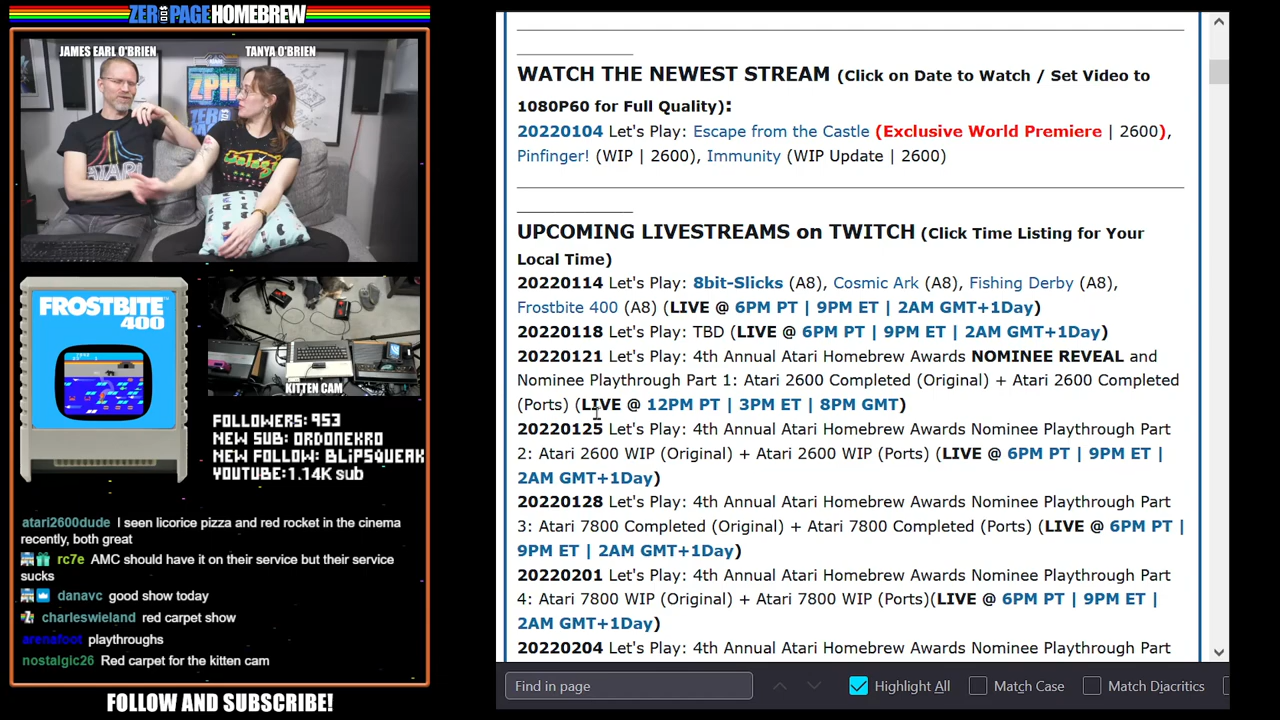 ZEROPAGE HOMEBREW
JAMES EARL O'BRIEN
TANYA O'BRIEN
ATARI
ZPH
FROSTBITE
400
KITTEN CAM
FOLLOWERS: 953
NEW SUB: ORDONEKRO
NEW FOLLOW: BLIPSQUEAK
YOUTUBE:1.14K sub
atari2600dude I seen licorice pizza and red rocket in the cinema
recently, both great
rc7e AMC should have it on their service but their service
sucks
danavc good show today
charleswieland red carpet show
arenafoot playthroughs
nostalgic26 Red carpet for the kitten cam
FOLLOW AND SUBSCRIBE!
WATCH THE NEWEST STREAM (Click on Date to Watch / Set Video to
1080P60 for Full Quality):
20220104 Let's Play: Escape from the Castle (Exclusive World Premiere | 2600),
Pinfinger! (WIP | 2600), Immunity (WIP Update | 2600)
UPCOMING LIVESTREAMS on TWITCH (Click Time Listing for Your
Local Time)
20220114 Let's Play: 8bit-Slicks (A8), Cosmic Ark (A8), Fishing Derby (A8),
Frostbite 400 (A8) (LIVE @ 6PM PT | 9PM ET | 2AM GMT+1Day)
20220118 Let's Play: TBD (LIVE @ 6PM PT | 9PM ET | 2AM GMT+1Day)
20220121 Let's Play: 4th Annual Atari Homebrew Awards NOMINEE REVEAL and
Nominee Playthrough Part 1: Atari 2600 Completed (Original) + Atari 2600 Completed
(Ports) (LIVE @ 12PM PT | 3PM ET | 8PM GMT)
20220125 Let's Play: 4th Annual Atari Homebrew Awards Nominee Playthrough Part
2: Atari 2600 WIP (Original) + Atari 2600 WIP (Ports) (LIVE @ 6PM PT | 9PM ET |
2AM GMT+1Day)
20220128 Let's Play: 4th Annual Atari Homebrew Awards Nominee Playthrough Part
3: Atari 7800 Completed (Original) + Atari 7800 Completed (Ports) (LIVE @ 6PM PT |
9PM ET | 2AM GMT+1Day)
20220201 Let's Play: 4th Annual Atari Homebrew Awards Nominee Playthrough Part
4: Atari 7800 WIP (Original) + Atari 7800 WIP (Ports)(LIVE @ 6PM PT | 9PM ET |
2AM GMT+1Day)
20220204 Let's Play: 4th Annual Atari Homebrew Awards Nominee Playthrough Part
Find in page
Highlight All
Match Case
Match Diacritics